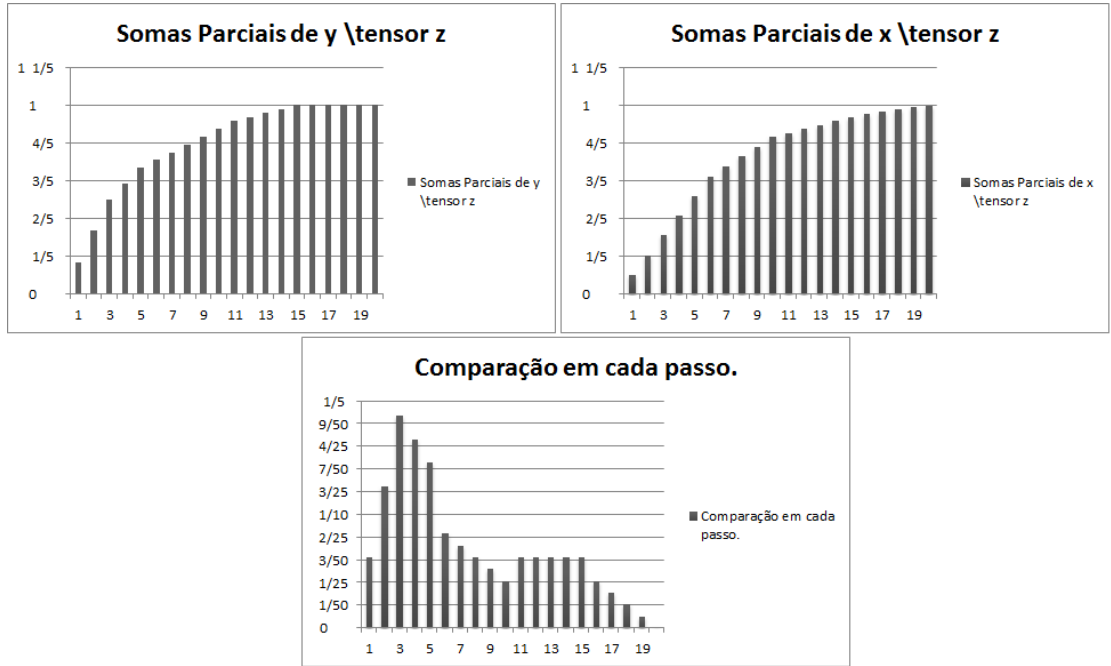 Somas Parciais de y \tensor z
1 1/5
1
4/5
3/5
2/5
1/5
0
1 3 5 7 9 11 13 15 17 19
Somas Parciais de y
\tensor z
Somas Parciais de x \tensor z
1 1/5
1
4/5
3/5
2/5
1/5
0
1 3 5 7 9 11 13 15 17 19
Somas Parciais de x
\tensor z
Comparação em cada passo.
1/5
9/50
4/25
7/50
3/25
1/10
2/25
3/50
1/25
1/50
0
1 3 5 7 9 11 13 15 17 19
Comparação em cada
passo.